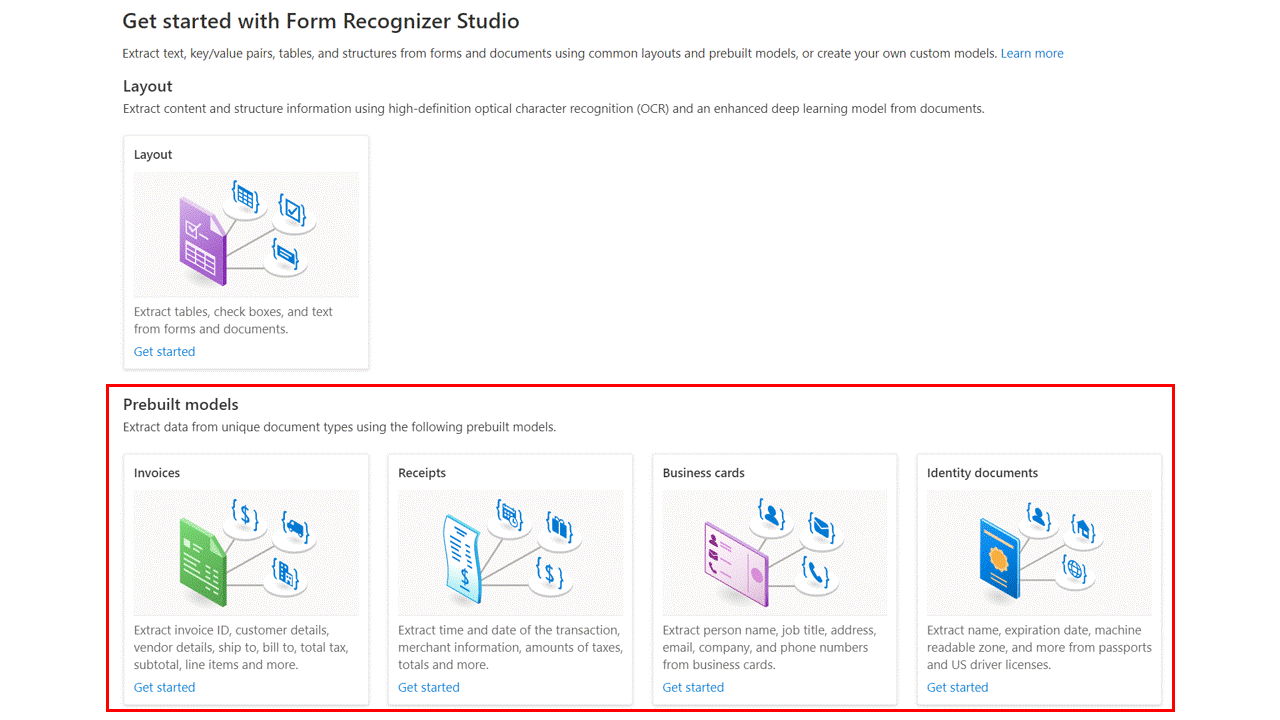 Get started with Form Recognizer Studio
Extract text, key/value pairs, tables, and structures from forms and documents using common layouts and prebuilt models, or create your own custom models. Learn more
Layout
Extract content and structure information using high-definition optical character recognition (OCR) and an enhanced deep learning model from documents.
Layout
Extract tables, check boxes, and text
from forms and documents.
Get started
Prebuilt models
Extract data from unique document types using the following prebuilt models.
Invoices
Extract invoice ID, customer details,
vendor details, ship to, bill to, total tax,
subtotal, line items and more.
Get started
Receipts
Extract time and date of the transaction,
merchant information, amounts of taxes,
totals and more.
Get started
Business cards
Extract person name, job title, address,
email, company, and phone numbers
from business cards.
Get started
Identity documents
Extract name, expiration date, machine
readable zone, and more from passports
and US driver licenses.
Get started